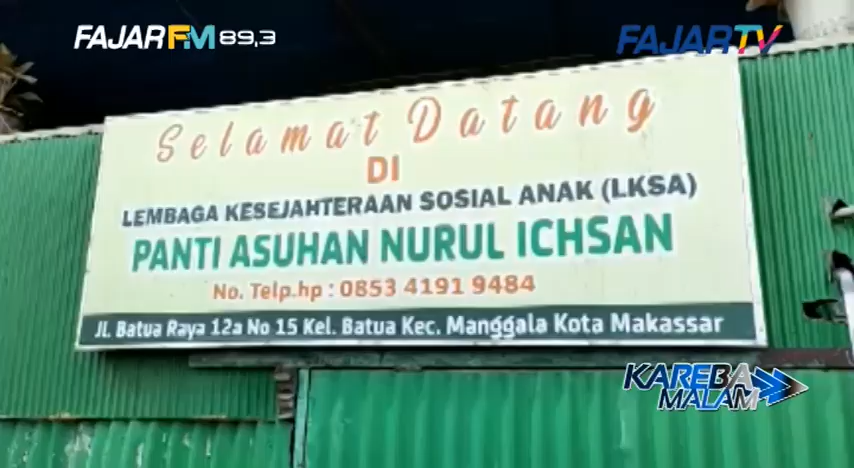 FAJAR FM 89,3
FAJAR TV
Selamat Datang
DI
LEMBAGA KESEJAHTERAAN SOSIAL ANAK (LKSA)
PANTI ASUHAN NURUL ICHSAN
No. Telp.hp : 0853 4191 9484
JL. Batua Raya 12a No 15 Kel. Batua Kec. Manggala Kota Makassar
KAREBA
MALAM